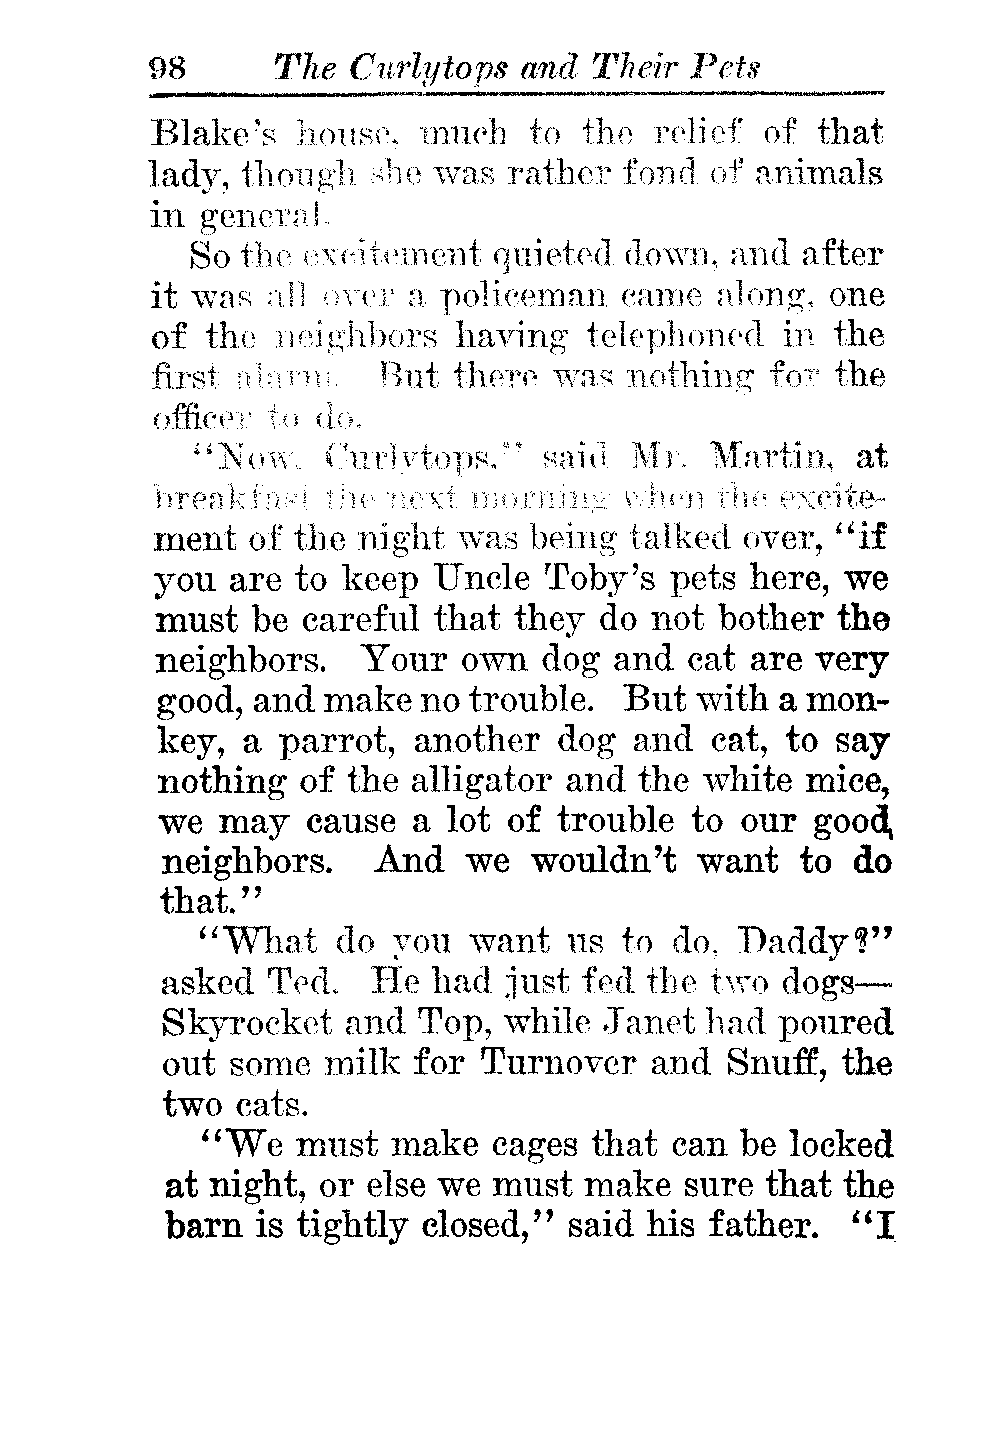 98 The Curlytops and Their Pets
Blake's house, much to the relief of that
lady, though she was rather fond of animals
in general.
So the excitement quieted down, and after
it was all over a policeman came along, one
of the neighbors having telephoned in the
first alarm. But there was nothing for the
officer to do.
“Now, Curlytops,” said Mr. Martin, at
breakfast the next morning when the excite-
ment of the night was being talked over, “if
you are to keep Uncle Toby's pets here, we
must be careful that they do not bother the
neighbors. Your own dog and cat are very
good, and make no trouble. But with a mon-
key, a parrot, another dog and cat, to say
nothing of the alligator and the white mice,
we may cause a lot of trouble to our good
neighbors. And we wouldn't want to do
that.”
“What do you want us to do, Daddy?”
asked Ted. He had just fed the two dogs—
Skyrocket and Top, while Janet had poured
out some milk for Turnover and Snuff, the
two cats.
“We must make cages that can be locked
at night, or else we must make sure that the
barn is tightly closed,” said his father. “I